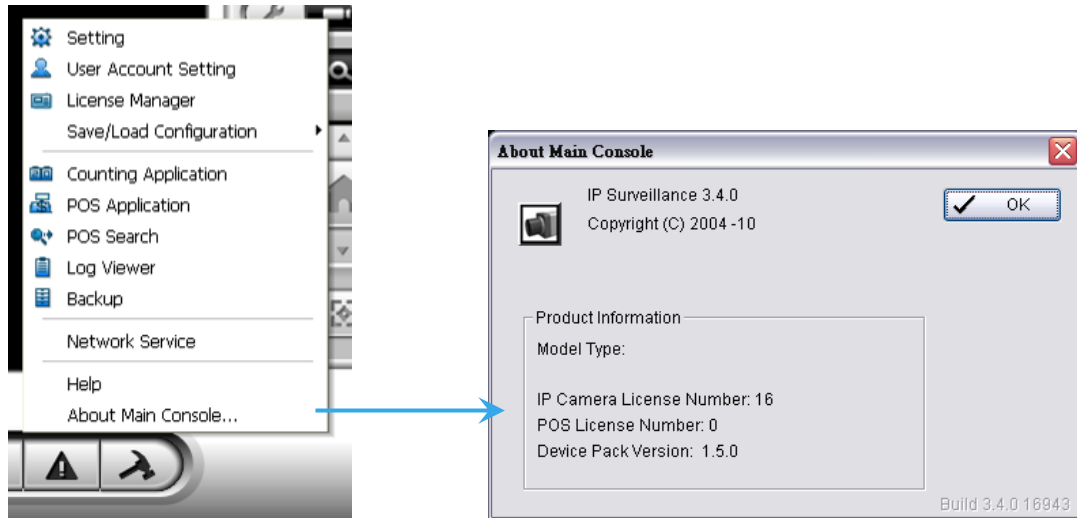 Setting
User Account Setting
License Manager
Save/Load Configuration
Counting Application
POS Application
POS Search
Log Viewer
Backup
Network Service
Help
About Main Console...
About Main Console
IP Surveillance 3.4.0
Copyright (C) 2004 -10
OK
Product Information
Model Type:
IP Camera License Number: 16
POS License Number: 0
Device Pack Version: 1.5.0
Build 3.4.0 16943